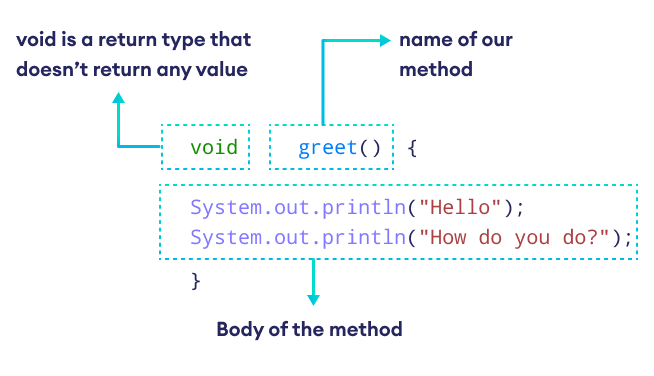 void is a return type that
doesn’t return any value
name of our
method
void greet() {
System.out.println("Hello");
System.out.println("How do you do?");
}
Body of the method